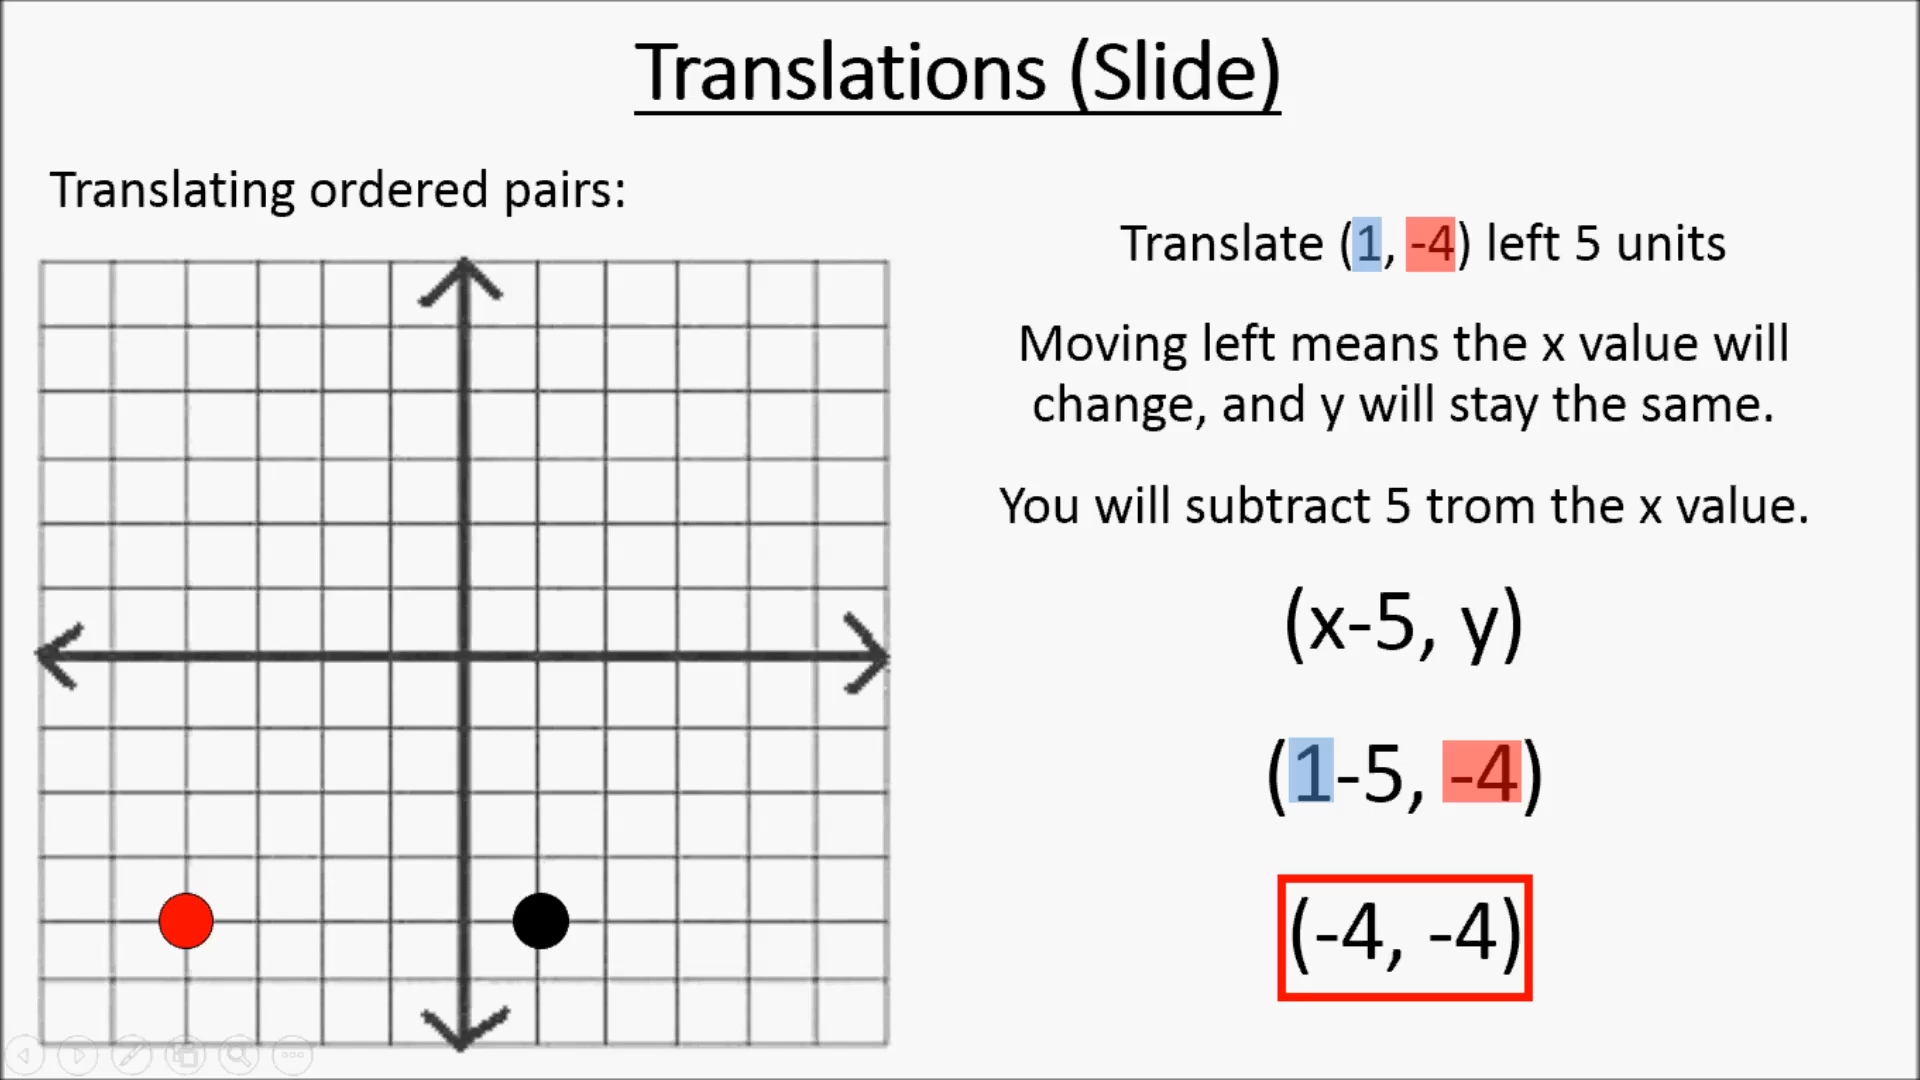 Translations (Slide)
Translating ordered pairs:
Translate (1, -4) left 5 units
Moving left means the x value will
change, and y will stay the same.
You will subtract 5 trom the x value.
(x-5, y)
(1-5, -4)
(-4, -4)